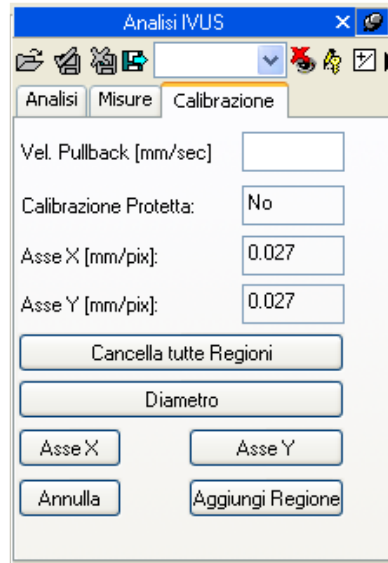 Analisi IVUS
Analisi Misure Calibrazione
Vel. Pullback [mm/sec]
Calibrazione Protetta: No
Asse X [mm/pix]: 0.027
Asse Y [mm/pix]: 0.027
Cancella tutte Regioni
Diametro
Asse X Asse Y
Annulla Aggiungi Regione